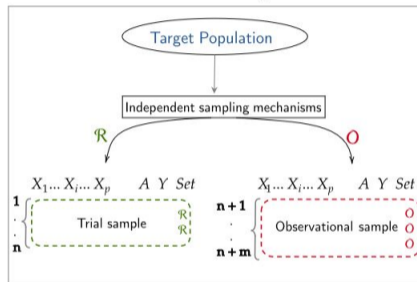 Target Population
Independent sampling mechanisms
R O
X₁... Xᵢ... Xₚ A Y Set
1
.
.
n
Trial sample
R
R
X₁... Xᵢ... Xₚ A Y Set
n+1
.
.
n+m
Observational sample
O
O
O